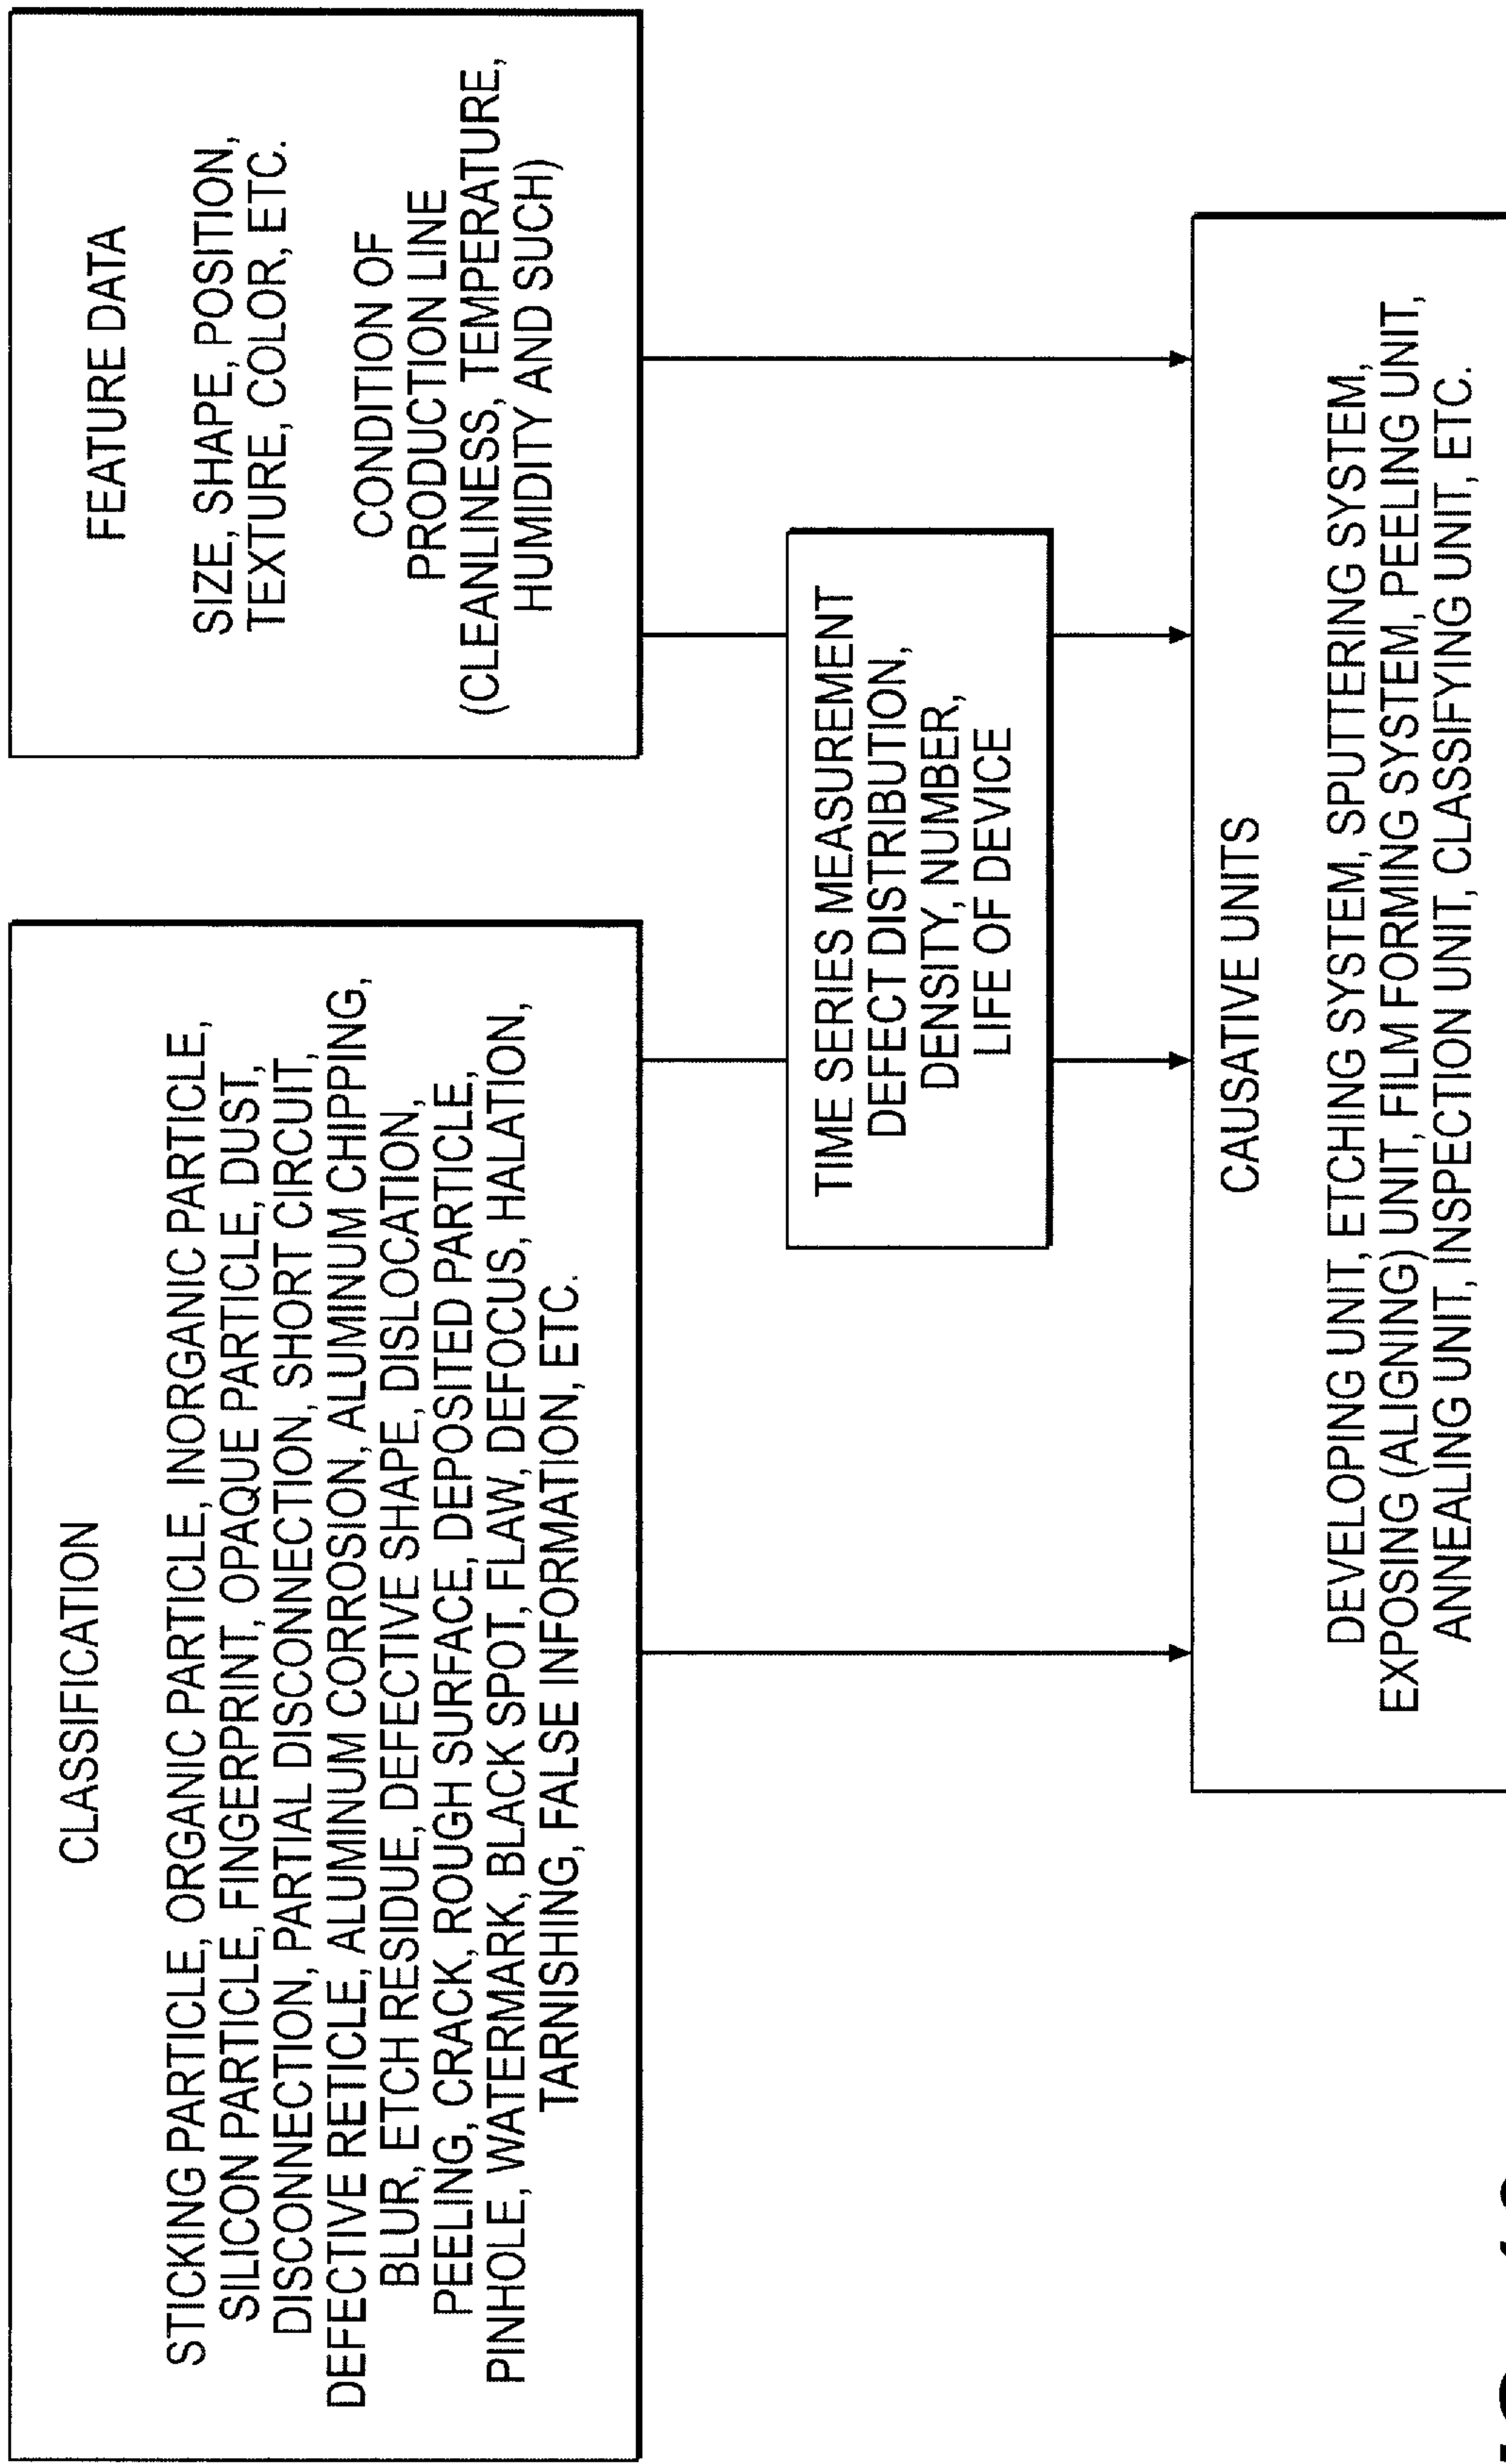 CLASSIFICATION
STICKING PARTICLE, ORGANIC PARTICLE, INORGANIC PARTICLE,
SILICON PARTICLE, FINGERPRINT, OPAQUE PARTICLE, DUST,
DISCONNECTION, PARTIAL DISCONNECTION, SHORT CIRCUIT,
DEFECTIVE RETICLE, ALUMINUM CORROSION, ALUMINUM CHIPPING,
BLUR, ETCH RESIDUE, DEFECTIVE SHAPE, DISLOCATION,
PEELING, CRACK, ROUGH SURFACE, DEPOSITED PARTICLE,
PINHOLE, WATERMARK, BLACK SPOT, FLAW, DEFOCUS, HALATION,
TARNISHING, FALSE INFORMATION, ETC.
FEATURE DATA
SIZE, SHAPE, POSITION,
TEXTURE, COLOR, ETC.
CONDITION OF
PRODUCTION LINE
(CLEANLINESS, TEMPERATURE,
HUMIDITY AND SUCH)
TIME SERIES MEASUREMENT
DEFECT DISTRIBUTION,
DENSITY, NUMBER,
LIFE OF DEVICE
CAUSATIVE UNITS
DEVELOPING UNIT, ETCHING SYSTEM, SPUTTERING SYSTEM,
EXPOSING (ALIGNING) UNIT, FILM FORMING SYSTEM, PEELING UNIT,
ANNEALING UNIT, INSPECTION UNIT, CLASSIFYING UNIT, ETC.